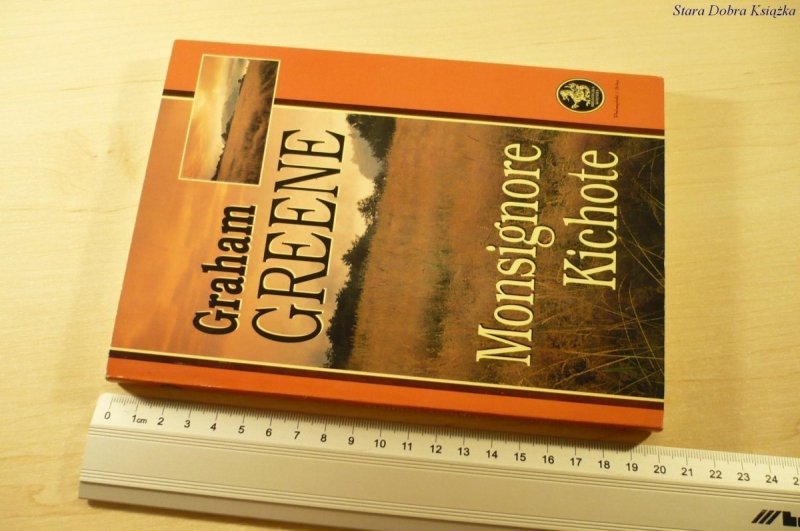 Stara Dobra Książka
Graham
GREENE
Monsignore
Kichote
0 1cm 2 3 4 5 6 7 8 9 10 11 12 13 14 15 16 17 18 19 20 21 22 23 24